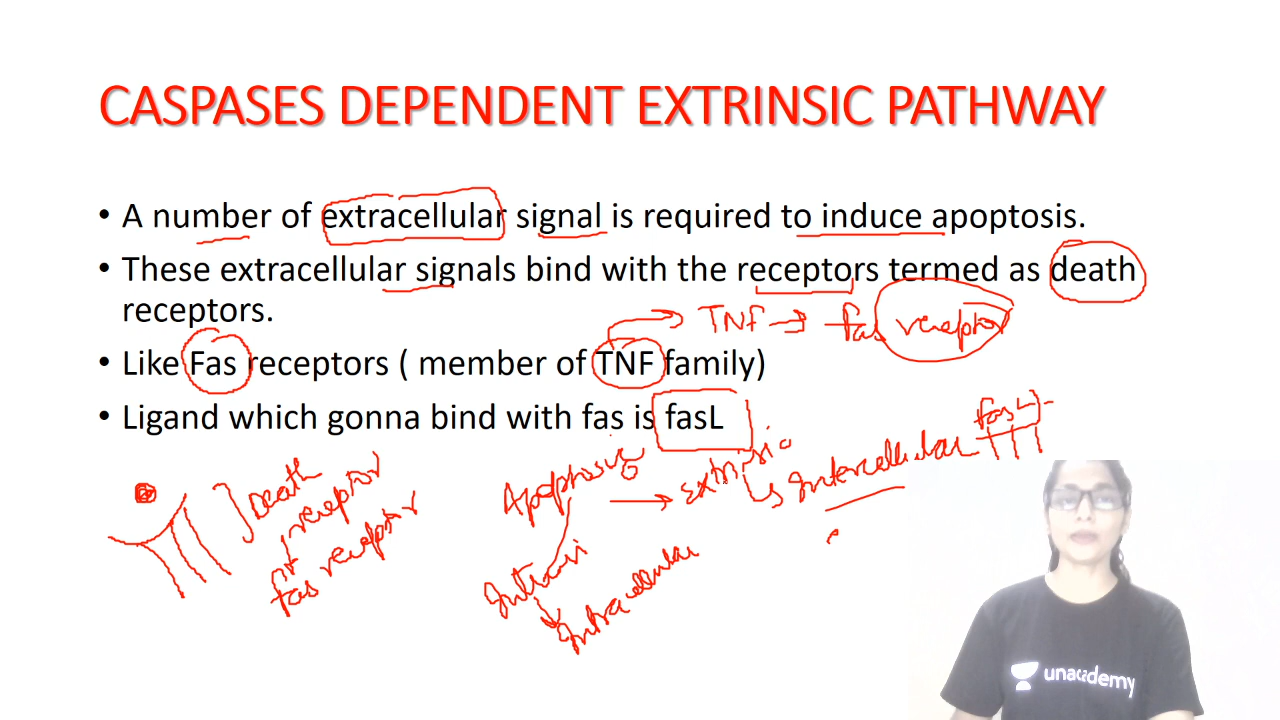 CASPASES DEPENDENT EXTRINSIC PATHWAY
• A number of extracellular signal is required to induce apoptosis.
• These extracellular signals bind with the receptors termed as death
receptors.
TNF → fas receptor
• Like Fas receptors ( member of TNF family)
• Ligand which gonna bind with fas is fasL
fasL
Death
receptor
fas receptor
Apoptosis
→ Extrinsic
Intercellular
Intracellular
unacademy